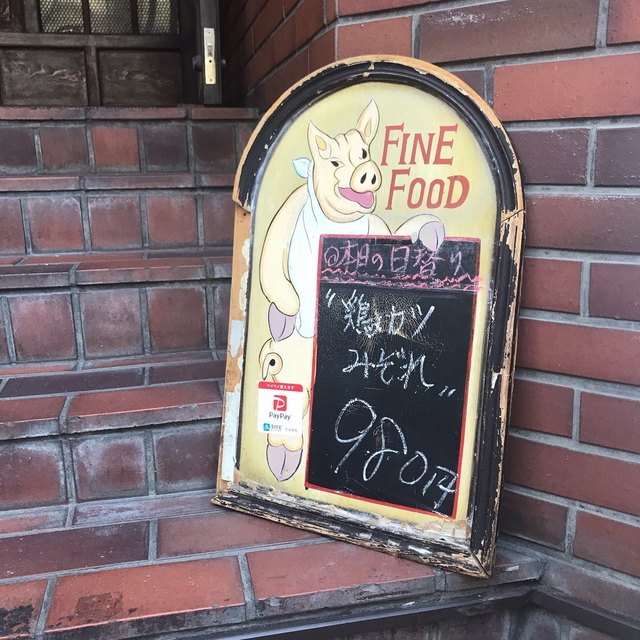 FINE
FOOD
@本日の日替り
“鶏カツ
みぞれ”
980円
PayPay